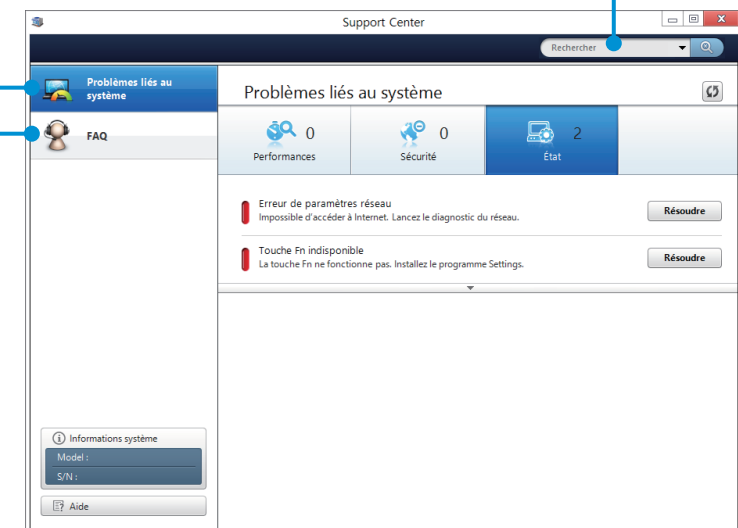 Support Center
Rechercher
Problèmes liés au
système
FAQ
Problèmes liés au système
0
Performances
0
Sécurité
2
État
Erreur de paramètres réseau
Impossible d'accéder à Internet. Lancez le diagnostic du réseau.
Résoudre
Touche Fn indisponible
La touche Fn ne fonctionne pas. Installez le programme Settings.
Résoudre
Informations système
Model :
S/N :
Aide